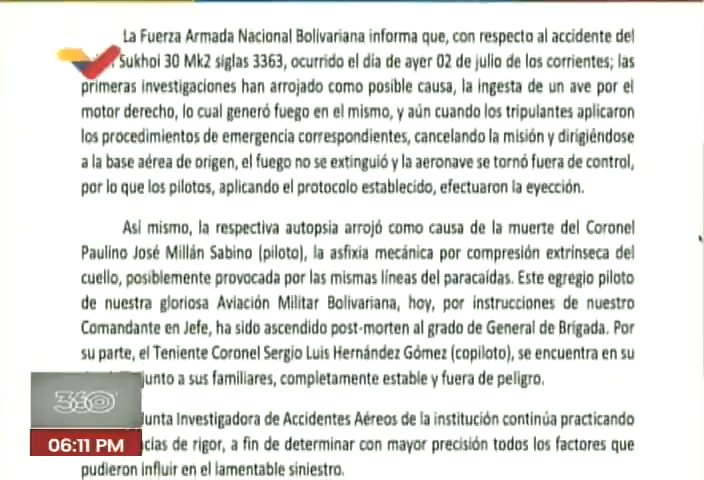 La Fuerza Armada Nacional Bolivariana informa que, con respecto al accidente del
Sukhoi 30 Mk2 siglas 3363, ocurrido el día de ayer 02 de julio de los corrientes; las
primeras investigaciones han arrojado como posible causa, la ingesta de un ave por el
motor derecho, lo cual generó fuego en el mismo, y aún cuando los tripulantes aplicaron
los procedimientos de emergencia correspondientes, cancelando la misión y dirigiéndose
a la base aérea de origen, el fuego no se extinguió y la aeronave se tornó fuera de control,
por lo que los pilotos, aplicando el protocolo establecido, efectuaron la eyección.
Así mismo, la respectiva autopsia arrojó como causa de la muerte del Coronel
Paulino José Millán Sabino (piloto), la asfixia mecánica por compresión extrínseca del
cuello, posiblemente provocada por las mismas líneas del paracaídas. Este egregio piloto
de nuestra gloriosa Aviación Militar Bolivariana, hoy, por instrucciones de nuestro
Comandante en Jefe, ha sido ascendido post-morten al grado de General de Brigada. Por
su parte, el Teniente Coronel Sergio Luis Hernández Gómez (copiloto), se encuentra en su
junto a sus familiares, completamente estable y fuera de peligro.
Junta Investigadora de Accidentes Aéreos de la institución continúa practicando
de rigor, a fin de determinar con mayor precisión todos los factores que
pudieron influir en el lamentable siniestro.
360
06:11 PM